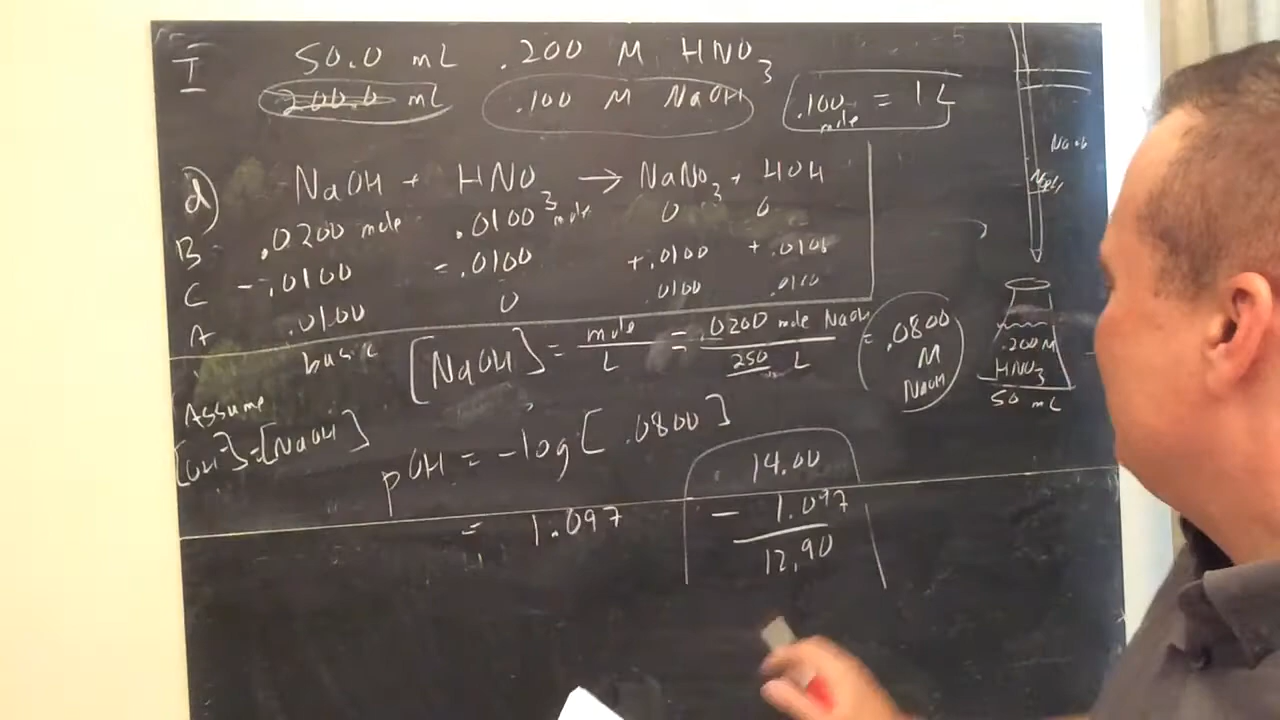 I 50.0 mL .200 M HNO3
200.0 mL .100 M NaOH .100 mole = 1 L
d) NaOH + HNO3 → NaNO3 + HOH
B .0200 mole .0100 mole 0 0
C -.0100 -.0100 +.0100 +.0100
A .0100 0 .0100 .0100
basic [NaOH] = mole / L = .0200 mole NaOH / 250 L = .0800 M NaOH
Assume
[OH-]=[NaOH]
pOH = -log[.0800]
= 1.097
14.00
- 1.097
12.90
NaOH
.200 M
HNO3
50 mL